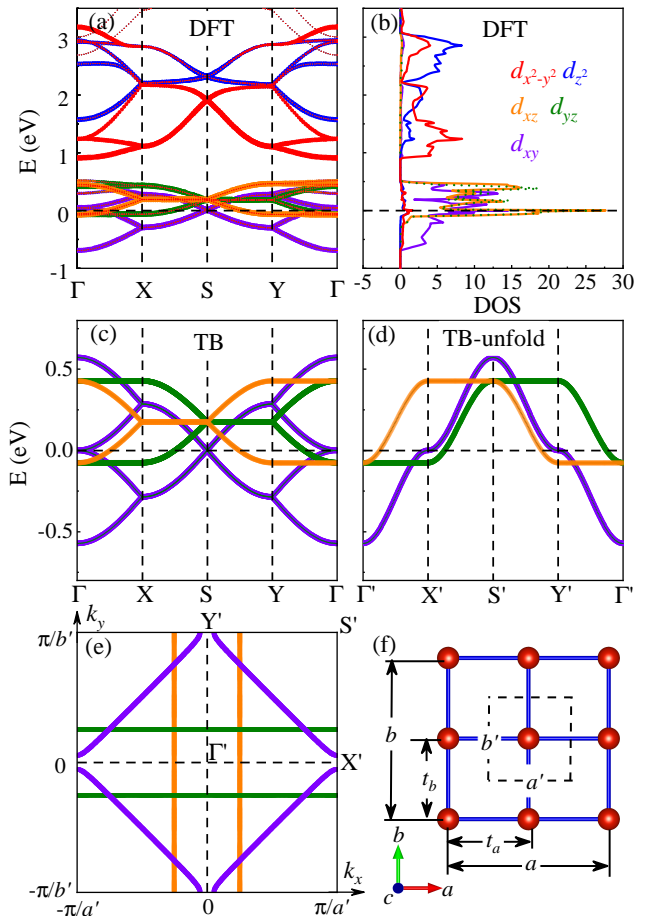 (a) DFT
(b) DFT
3
2
1
0
-1
E (eV)
Γ X S Y Γ
d_{x²-y²} d_{z²}
d_{xz} d_{yz}
d_{xy}
-5 0 5 10 15 20 25 30
DOS
(c) TB
(d) TB-unfold
0.5
0.0
-0.5
E (eV)
Γ X S Y Γ
Γ' X' S' Y' Γ'
k_y Y' S'
π/b'
(e)
Γ'
0 X'
-π/b' k_x
-π/a' 0 π/a'
(f)
b
b'
t_b
a'
t_a
a
b
c a